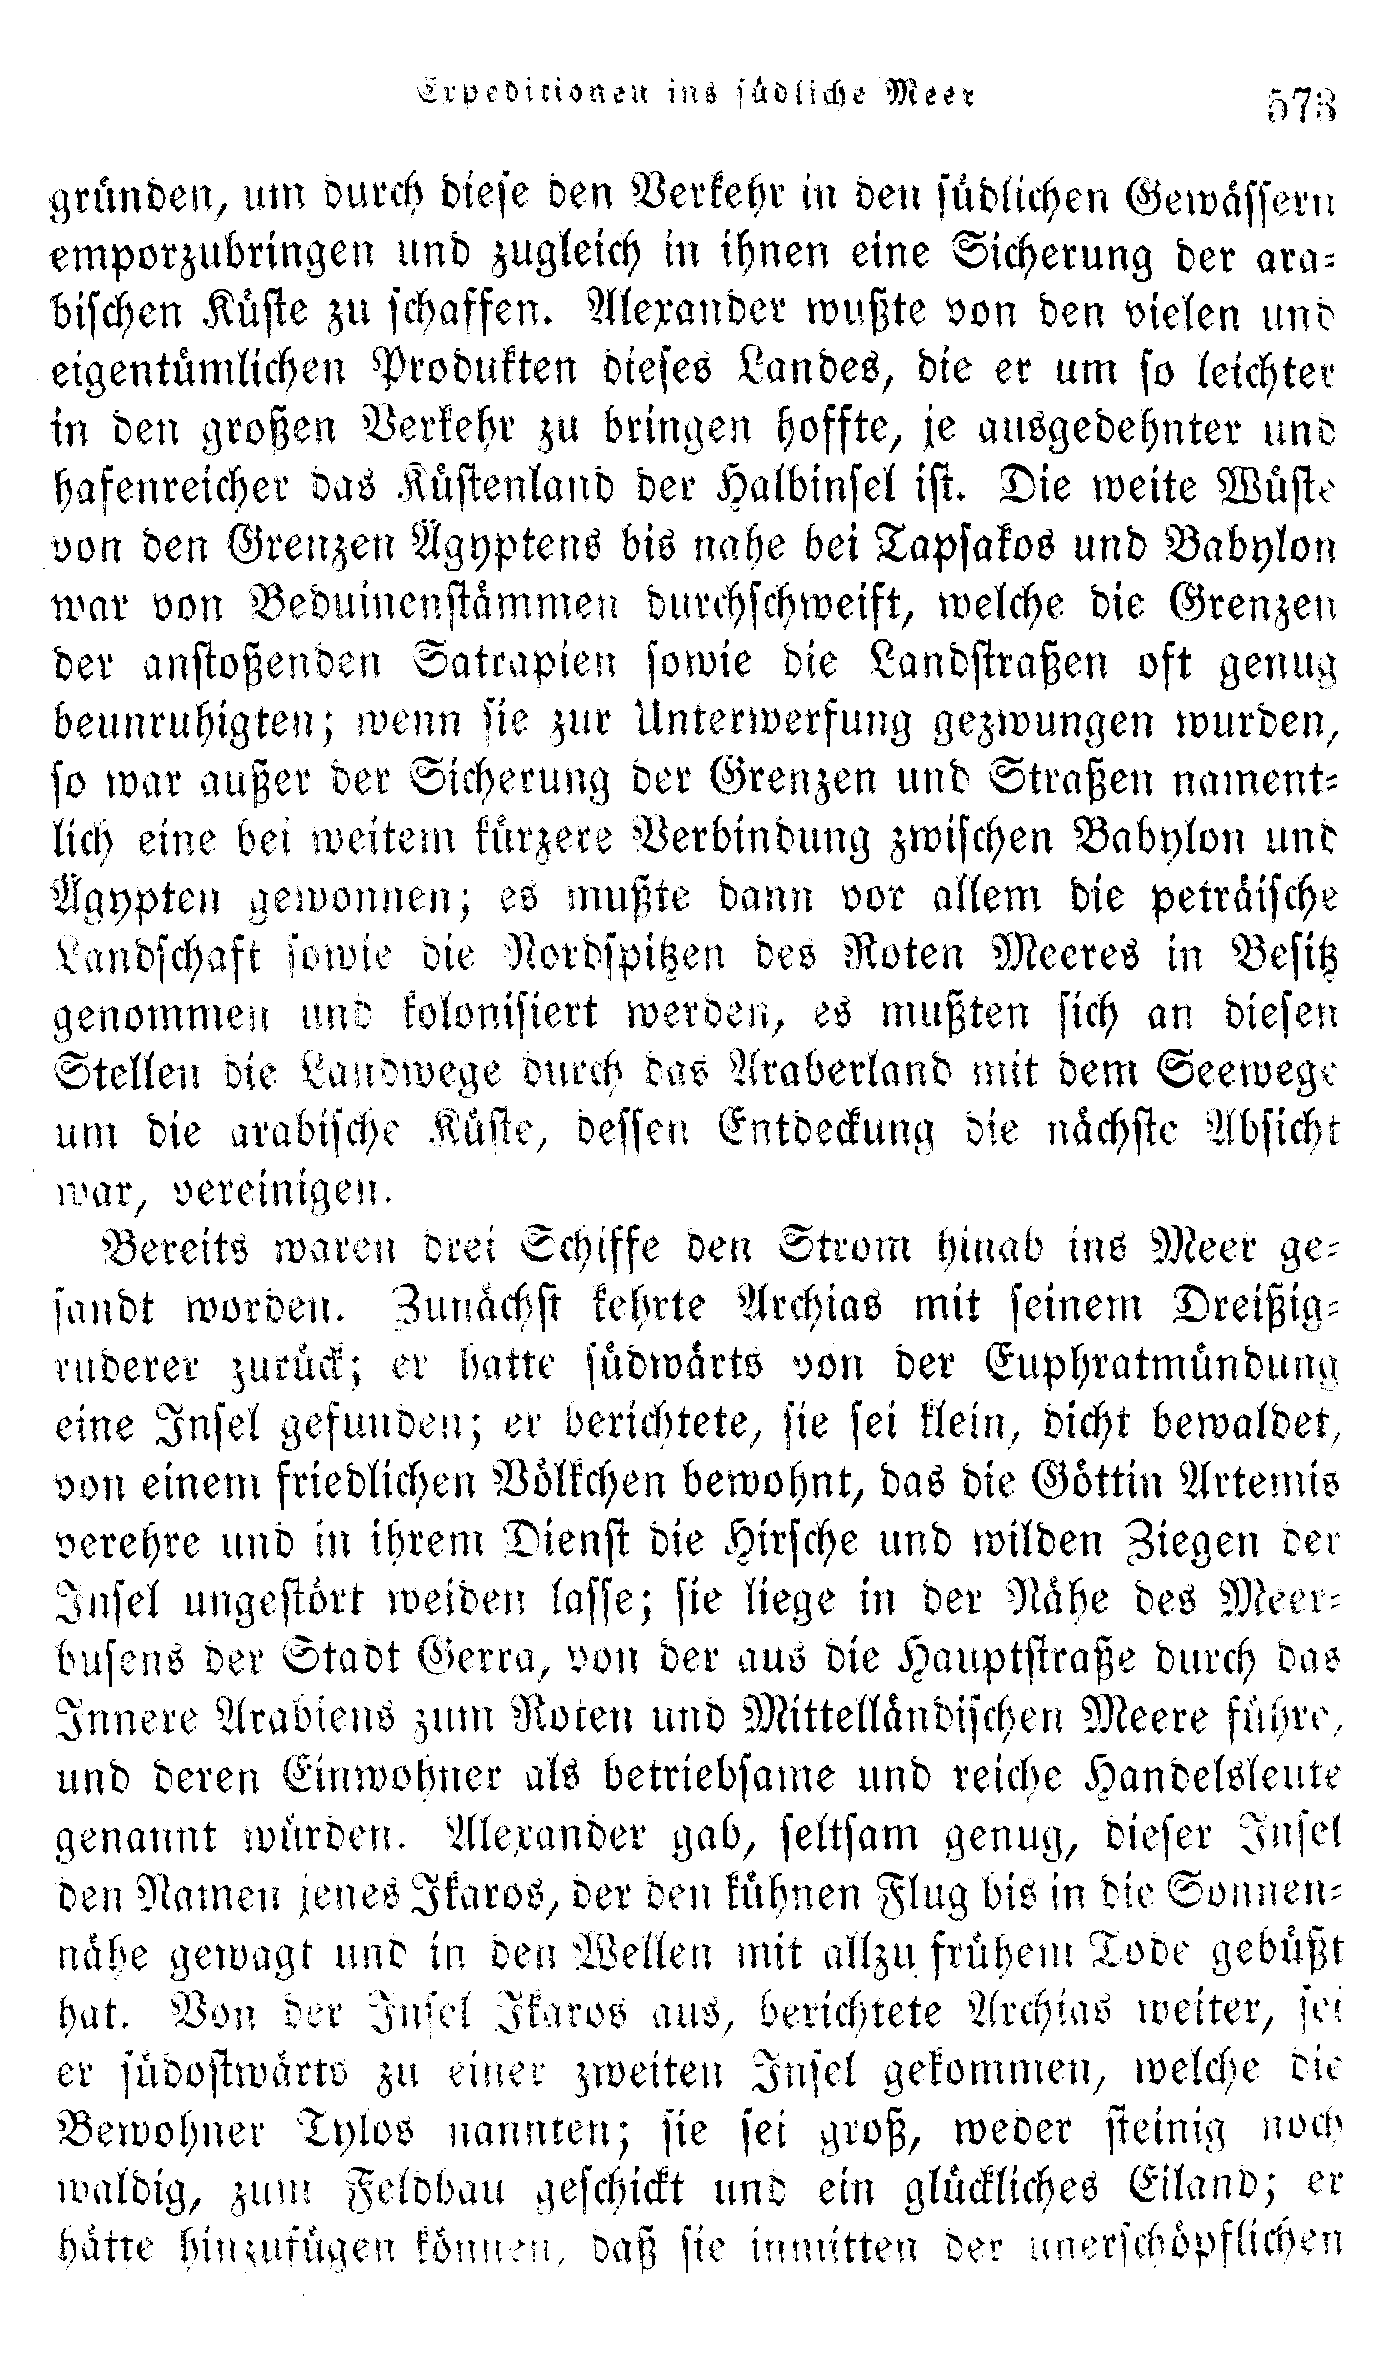 Expeditionen ins südliche Meer
573
gründen, um durch diese den Verkehr in den südlichen Gewässern
emporzubringen und zugleich in ihnen eine Sicherung der ara-
bischen Küste zu schaffen. Alexander wußte von den vielen und
eigentümlichen Produkten dieses Landes, die er um so leichter
in den großen Verkehr zu bringen hoffte, je ausgedehnter und
hafenreicher das Küstenland der Halbinsel ist. Die weite Wüste
von den Grenzen Ägyptens bis nahe bei Tapsakos und Babylon
war von Beduinenstämmen durchschweift, welche die Grenzen
der anstoßenden Satrapien sowie die Landstraßen oft genug
beunruhigten; wenn sie zur Unterwerfung gezwungen wurden,
so war außer der Sicherung der Grenzen und Straßen nament-
lich eine bei weitem kürzere Verbindung zwischen Babylon und
Ägypten gewonnen; es mußte dann vor allem die peträische
Landschaft sowie die Nordspitzen des Roten Meeres in Besitz
genommen und kolonisiert werden, es mußten sich an diesen
Stellen die Landwege durch das Araberland mit dem Seewege
um die arabische Küste, dessen Entdeckung die nächste Absicht
war, vereinigen.
Bereits waren drei Schiffe den Strom hinab ins Meer ge-
sandt worden. Zunächst kehrte Archias mit seinem Dreißig-
ruderer zurück; er hatte südwärts von der Euphratmündung
eine Insel gefunden; er berichtete, sie sei klein, dicht bewaldet,
von einem friedlichen Völkchen bewohnt, das die Göttin Artemis
verehre und in ihrem Dienst die Hirsche und wilden Ziegen der
Insel ungestört weiden lasse; sie liege in der Nähe des Meer-
busens der Stadt Gerra, von der aus die Hauptstraße durch das
Innere Arabiens zum Roten und Mittelländischen Meere führe,
und deren Einwohner als betriebsame und reiche Handelsleute
genannt würden. Alexander gab, seltsam genug, dieser Insel
den Namen jenes Ikaros, der den kühnen Flug bis in die Sonnen-
nähe gewagt und in den Wellen mit allzu frühem Tode gebüßt
hat. Von der Insel Ikaros aus, berichtete Archias weiter, sei
er südostwärts zu einer zweiten Insel gekommen, welche die
Bewohner Tylos nannten; sie sei groß, weder steinig noch
waldig, zum Feldbau geschickt und ein glückliches Eiland; er
hätte hinzufügen können, daß sie inmitten der unerschöpflichen